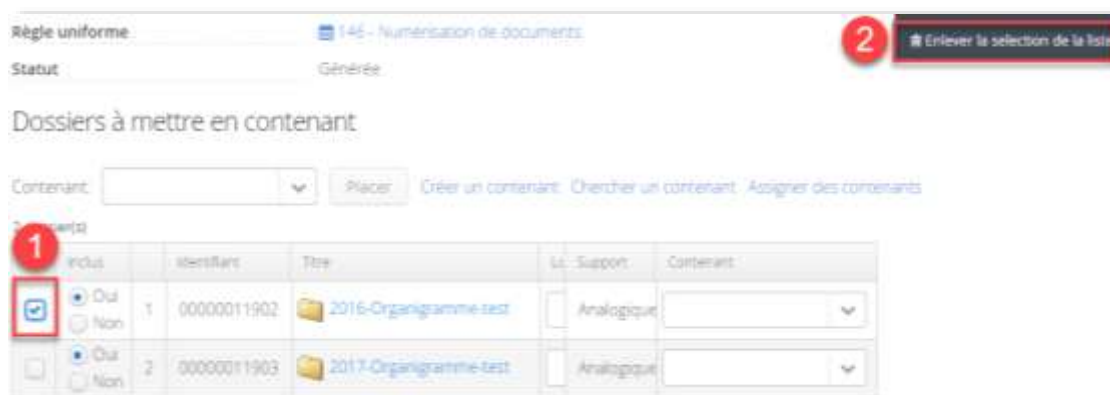 Règle uniforme 146 - Numérisation de documents
2 Enlever la selection de la liste
Statut Générée
Dossiers à mettre en contenant
Contenant: Placer Créer un contenant Chercher un contenant Assigner des contenants
1
Inclus Identifiant Titre Support Contenant
Oui
Non
1 00000011902 2016-Organigramme-test Analogique
Oui
Non
2 00000011903 2017-Organigramme-test Analogique